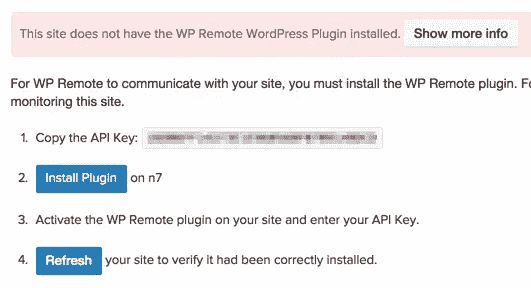 This site does not have the WP Remote WordPress Plugin installed. Show more info
For WP Remote to communicate with your site, you must install the WP Remote plugin.
monitoring this site.
1. Copy the API Key:
2. Install Plugin on n7
3. Activate the WP Remote plugin on your site and enter your API Key.
4. Refresh your site to verify it had been correctly installed.